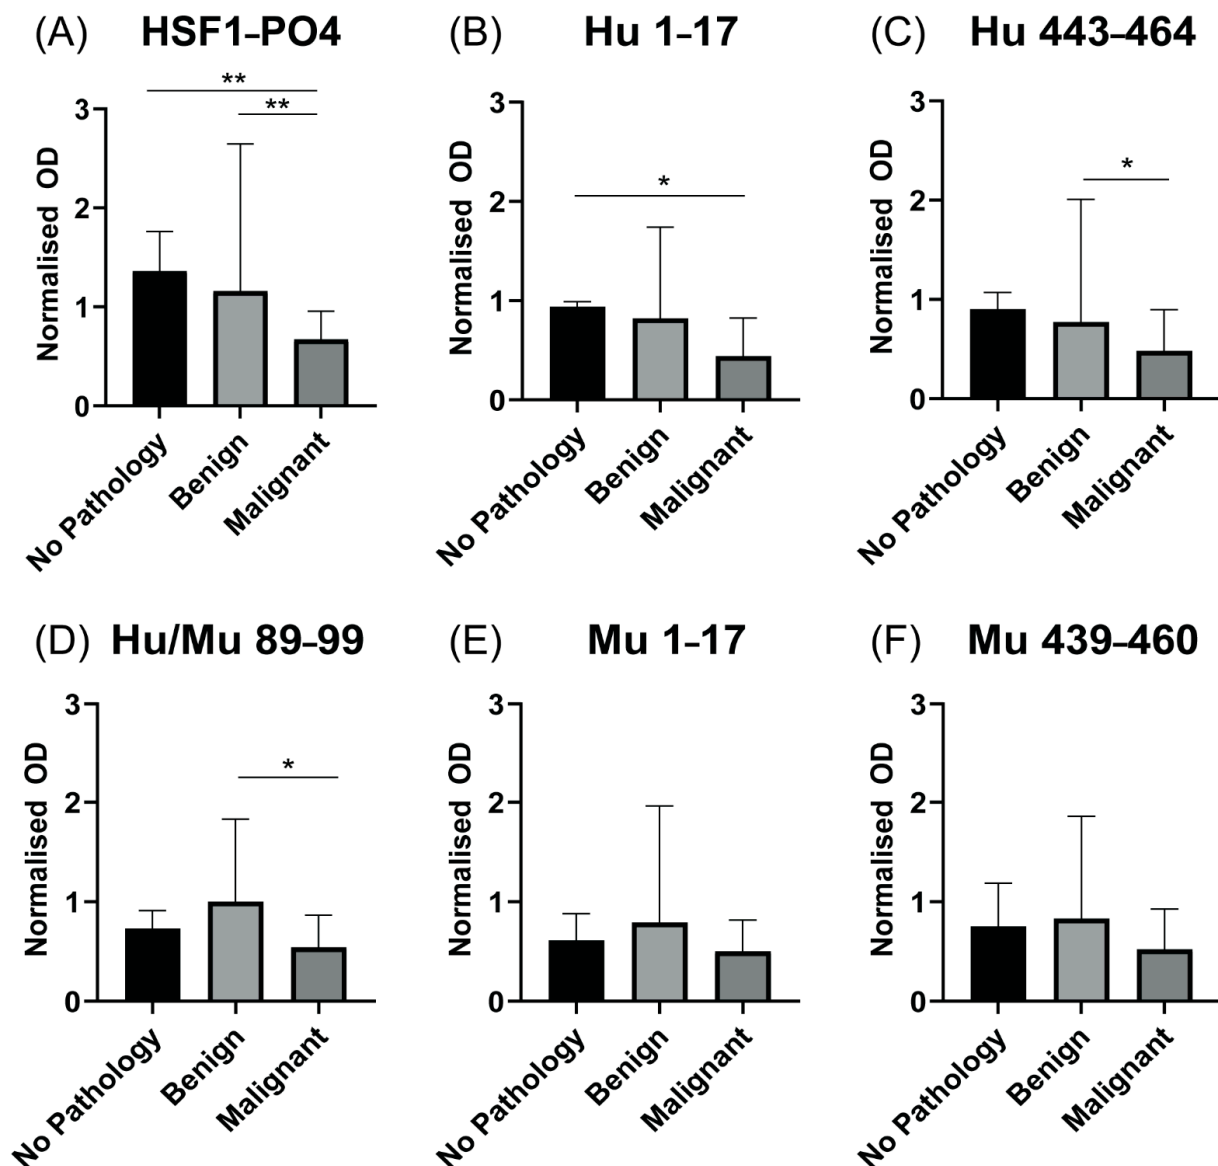 (A) HSF1-PO4
**
**
3
2
1
0
Normalised OD
No Pathology
Benign
Malignant
(B) Hu 1-17
*
3
2
1
0
Normalised OD
No Pathology
Benign
Malignant
(C) Hu 443-464
*
3
2
1
0
Normalised OD
No Pathology
Benign
Malignant
(D) Hu/Mu 89-99
*
3
2
1
0
Normalised OD
No Pathology
Benign
Malignant
(E) Mu 1-17
3
2
1
0
Normalised OD
No Pathology
Benign
Malignant
(F) Mu 439-460
3
2
1
0
Normalised OD
No Pathology
Benign
Malignant